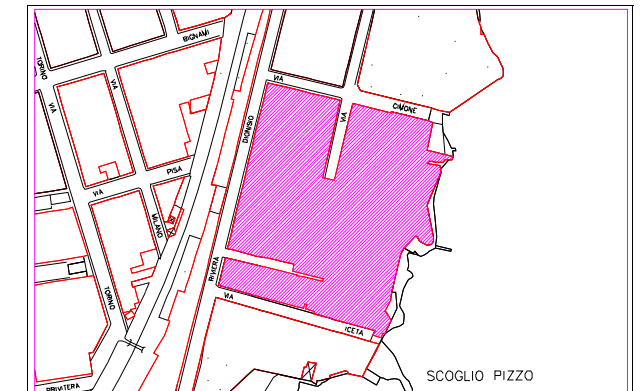 BIGNAMI
TORINO
VIA
VIA
VIA
CIMONE
VIA
VIA
DIONISIO
PISA
VIA
MILANO
RIVIERA
TORINO
VIA
ICETA
SCOGLIO PIZZO
PRIVITERA